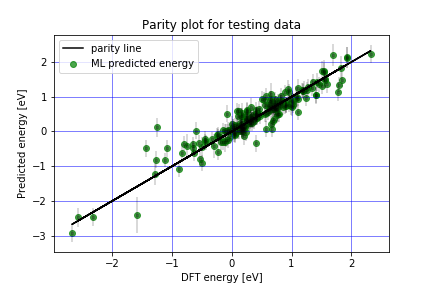 Parity plot for testing data
parity line
ML predicted energy
Predicted energy [eV]
2
1
0
−1
−2
−3
−2
−1
0
1
2
DFT energy [eV]